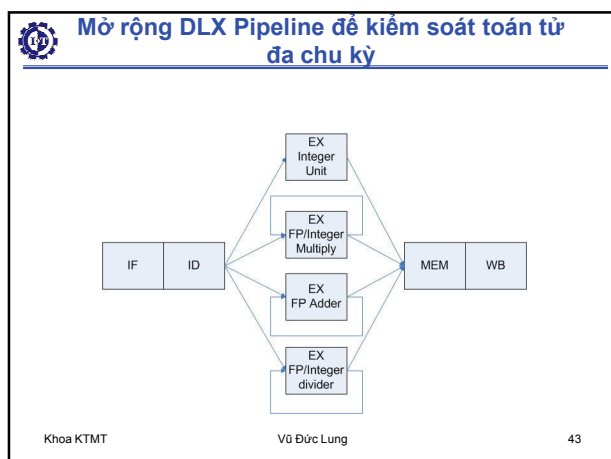 Mở rộng DLX Pipeline để kiểm soát toán tử
đa chu kỳ
EX
Integer
Unit
EX
FP/Integer
Multiply
IF
ID
MEM
WB
EX
FP Adder
EX
FP/Integer
divider
Khoa KTMT
Vũ Đức Lung
43